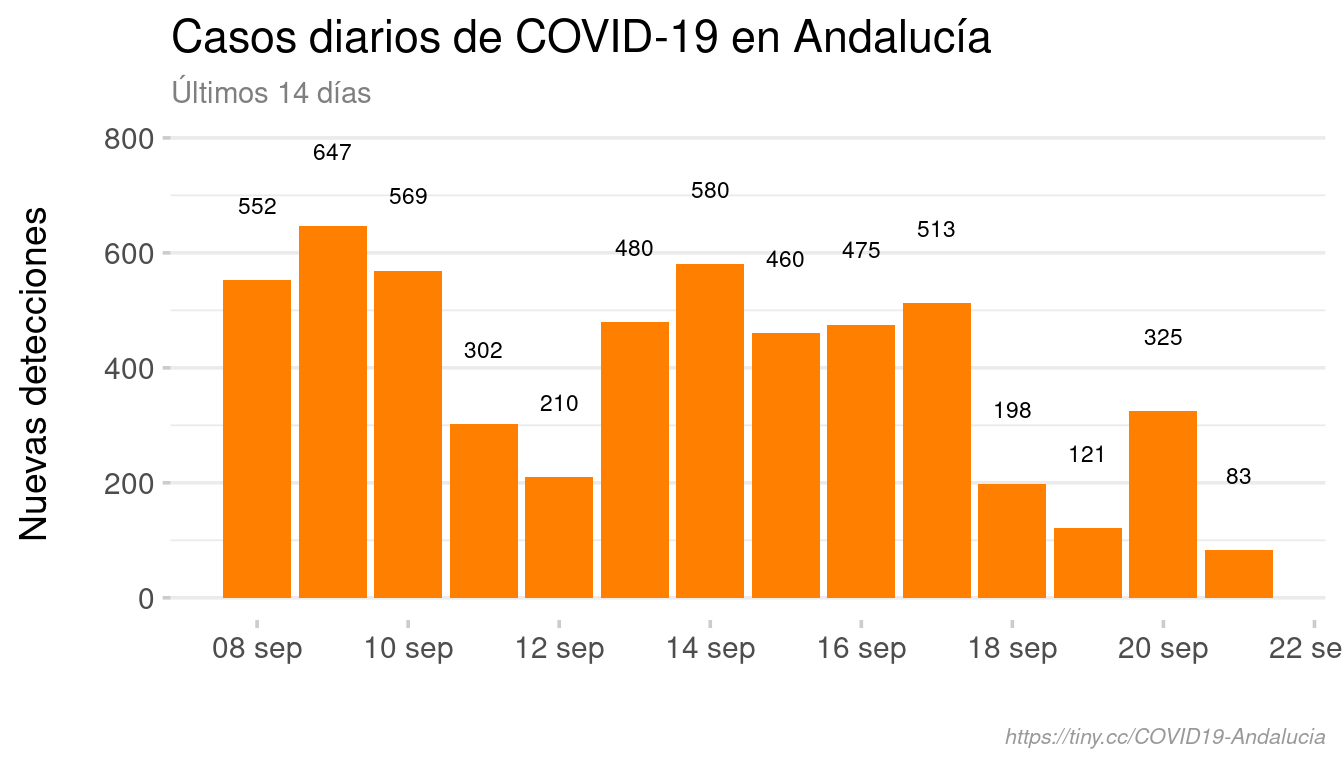 Casos diarios de COVID-19 en Andalucía
Últimos 14 días
Nuevas detecciones
800
600
400
200
0
552
647
569
302
210
480
580
460
475
513
198
121
325
83
08 sep
10 sep
12 sep
14 sep
16 sep
18 sep
20 sep
22 se
https://tiny.cc/COVID19-Andalucia